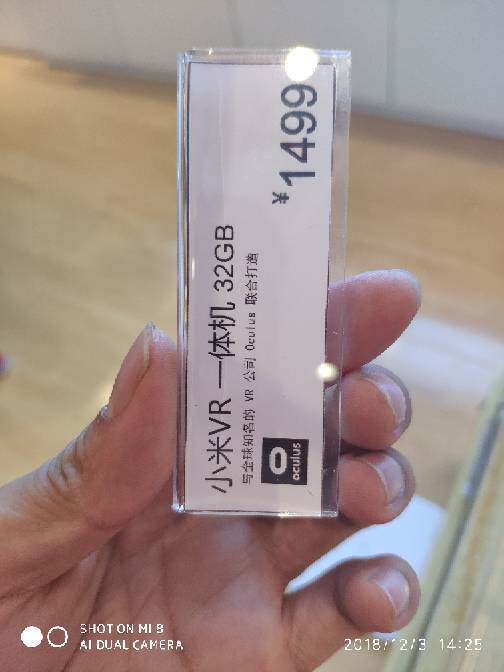 小米VR 一体机 32GB
与全球知名的 VR 公司 Oculus 联合打造
¥1499
oculus
SHOT ON MI 8
AI DUAL CAMERA
2018/12/3 14:25